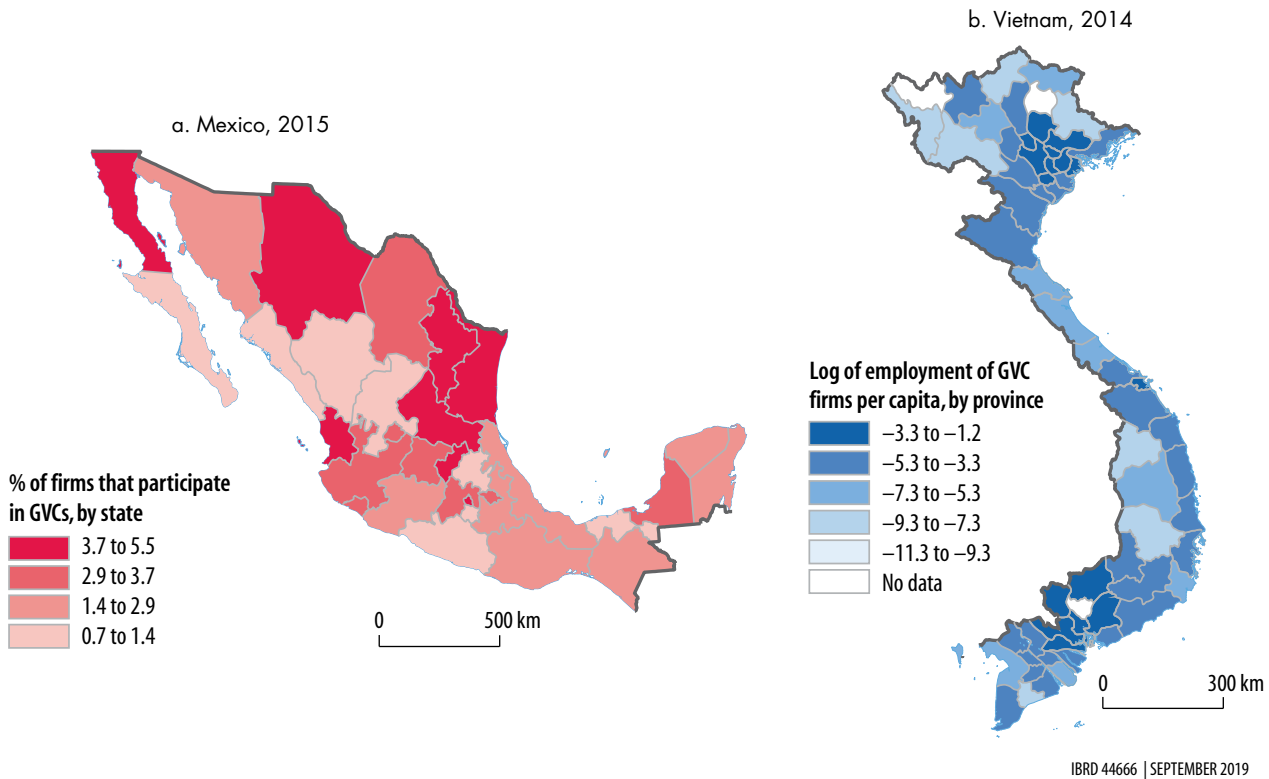 a. Mexico, 2015
% of firms that participate
in GVCs, by state
3.7 to 5.5
2.9 to 3.7
1.4 to 2.9
0.7 to 1.4
0 500 km
b. Vietnam, 2014
Log of employment of GVC
firms per capita, by province
–3.3 to –1.2
–5.3 to –3.3
–7.3 to –5.3
–9.3 to –7.3
–11.3 to –9.3
No data
0 300 km
IBRD 44666 | SEPTEMBER 2019